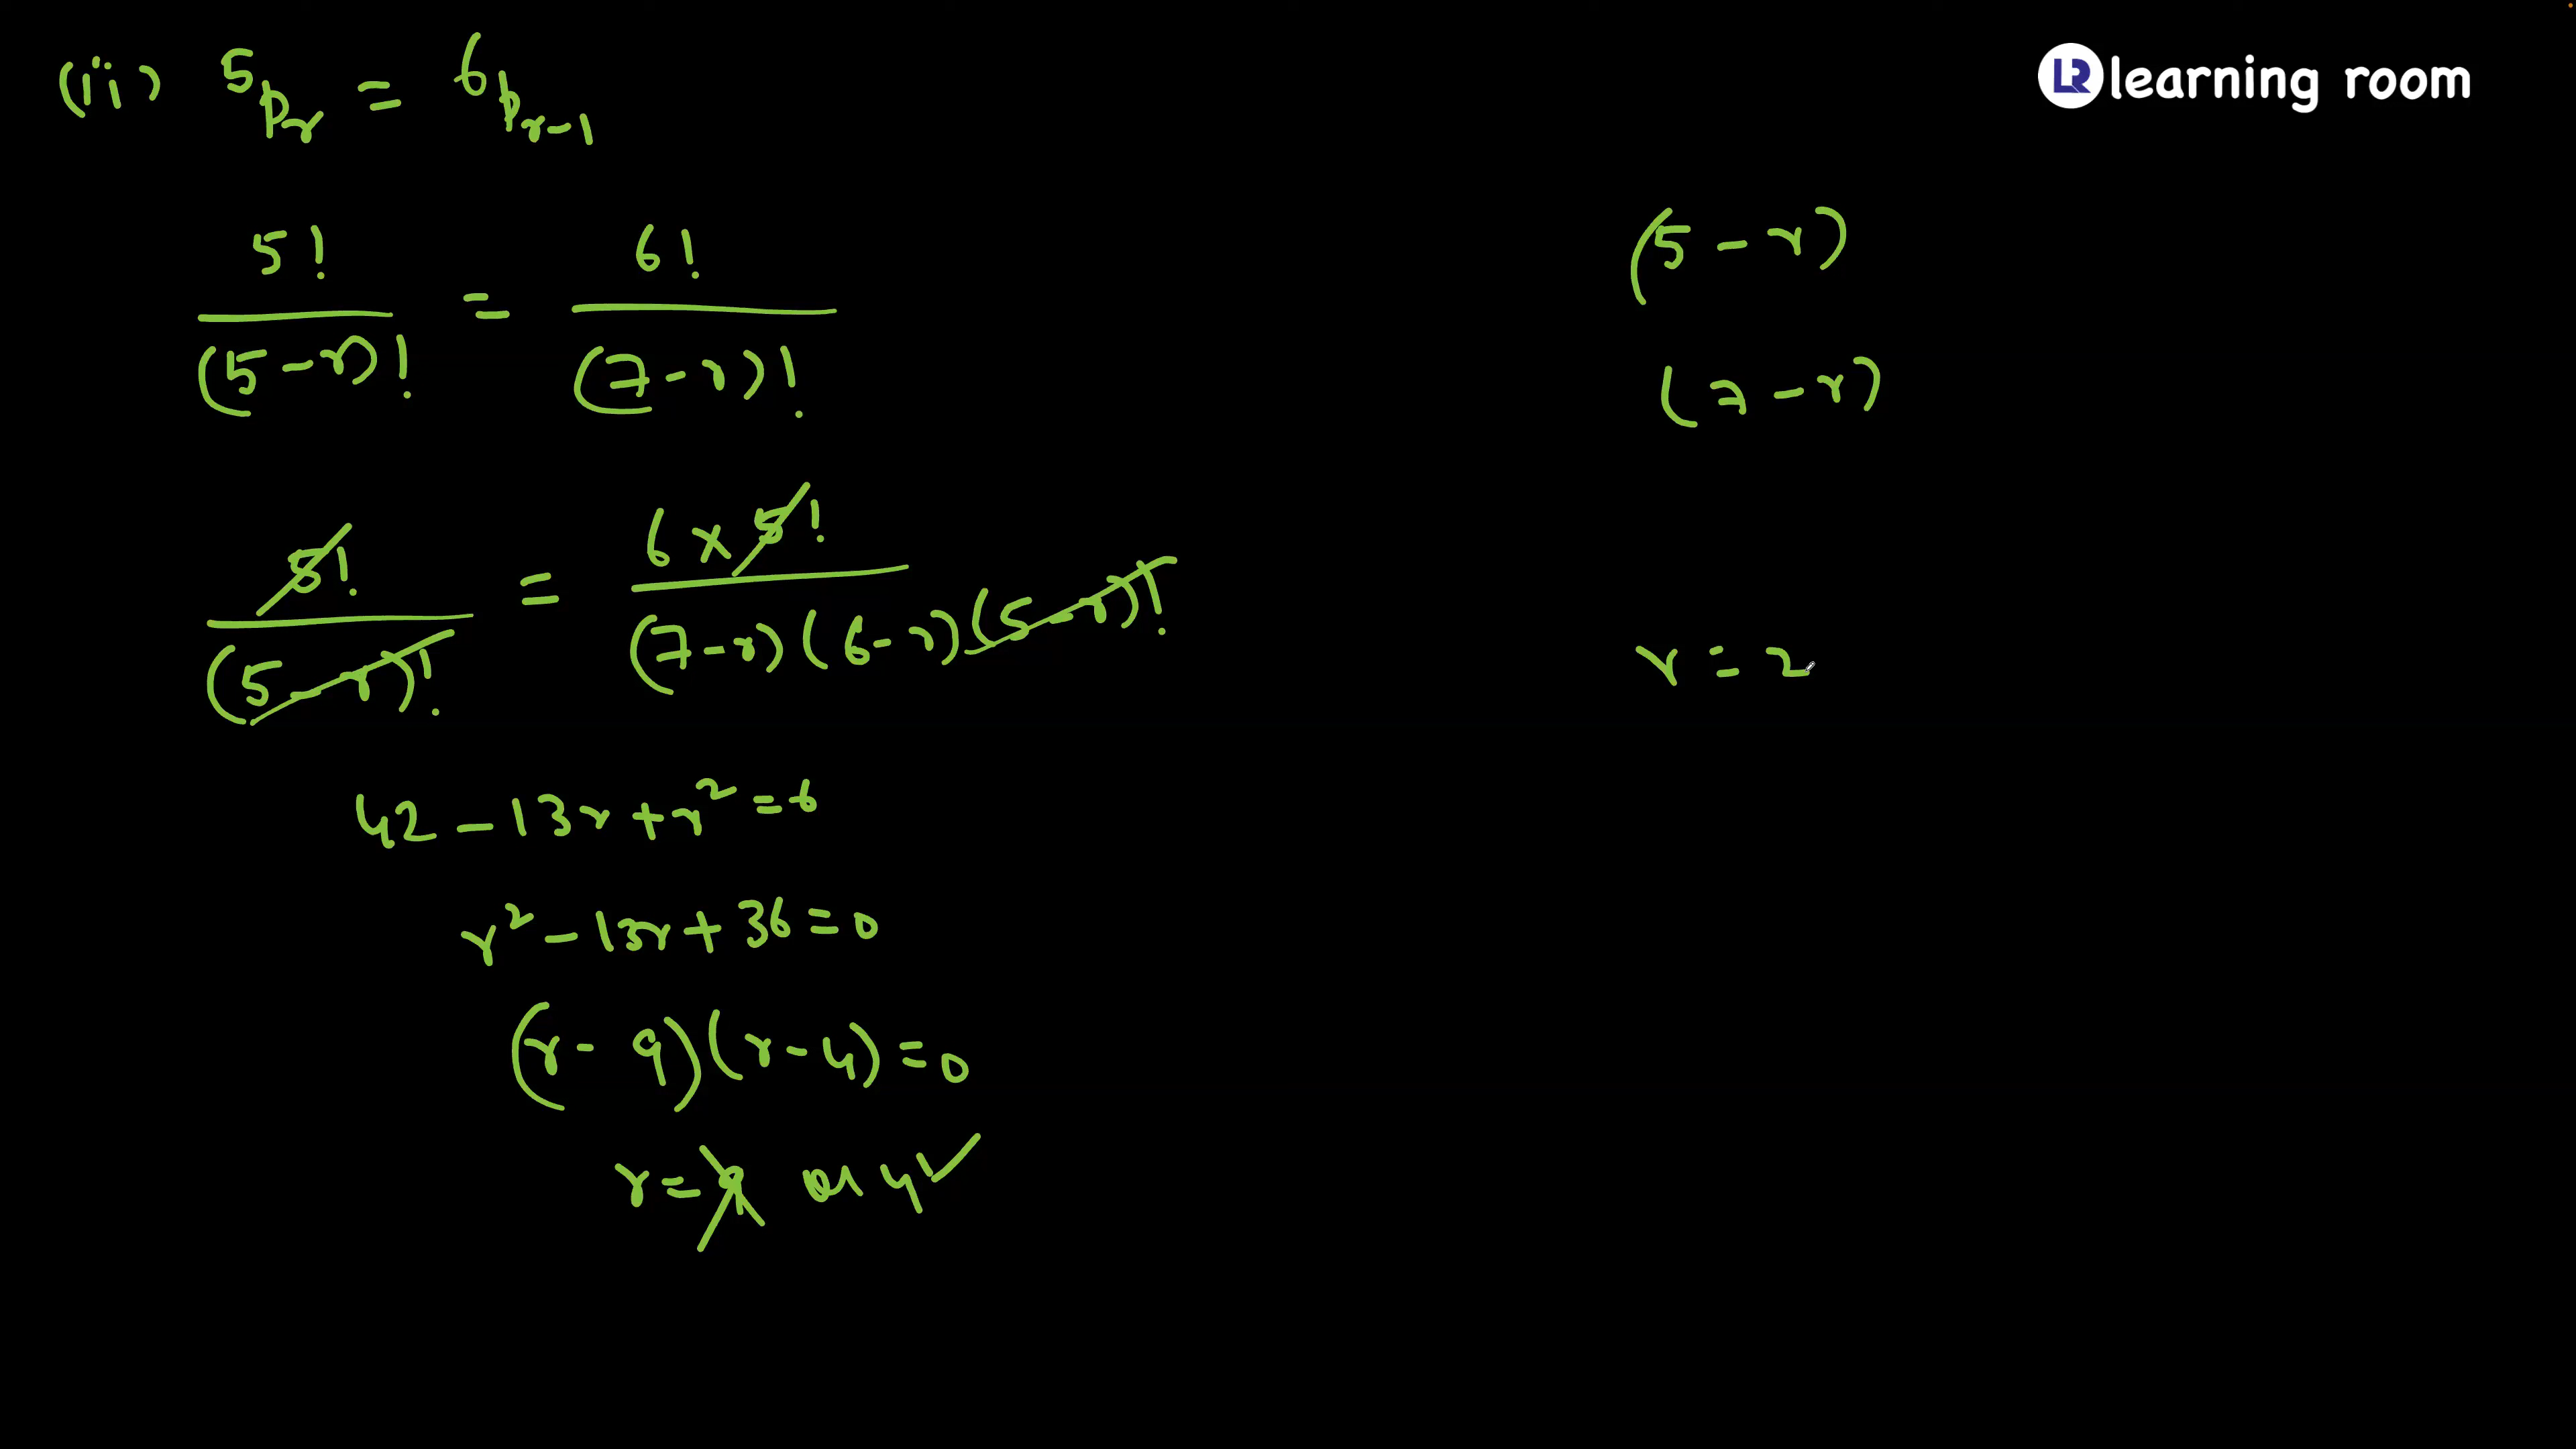 (ii) 5Pr = 6Pr-1
learning room
5! / (5-r)! = 6! / (7-r)!
(5-r)
(7-r)
5! / (5-r)! = 6 x 5! / (7-r)(6-r)(5-r)!
r = 2
42 - 13r + r² = 6
r² - 13r + 36 = 0
(r - 9)(r - 4) = 0
r = 9 or 4 ✓